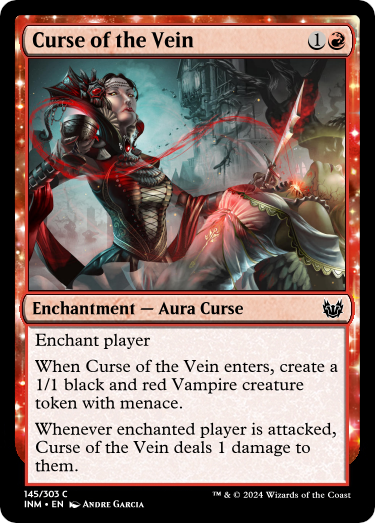 Curse of the Vein 1
Enchantment — Aura Curse
Enchant player
When Curse of the Vein enters, create a
1/1 black and red Vampire creature
token with menace.
Whenever enchanted player is attacked,
Curse of the Vein deals 1 damage to
them.
145/303 C
INM • EN Andre Garcia ™ & © 2024 Wizards of the Coast